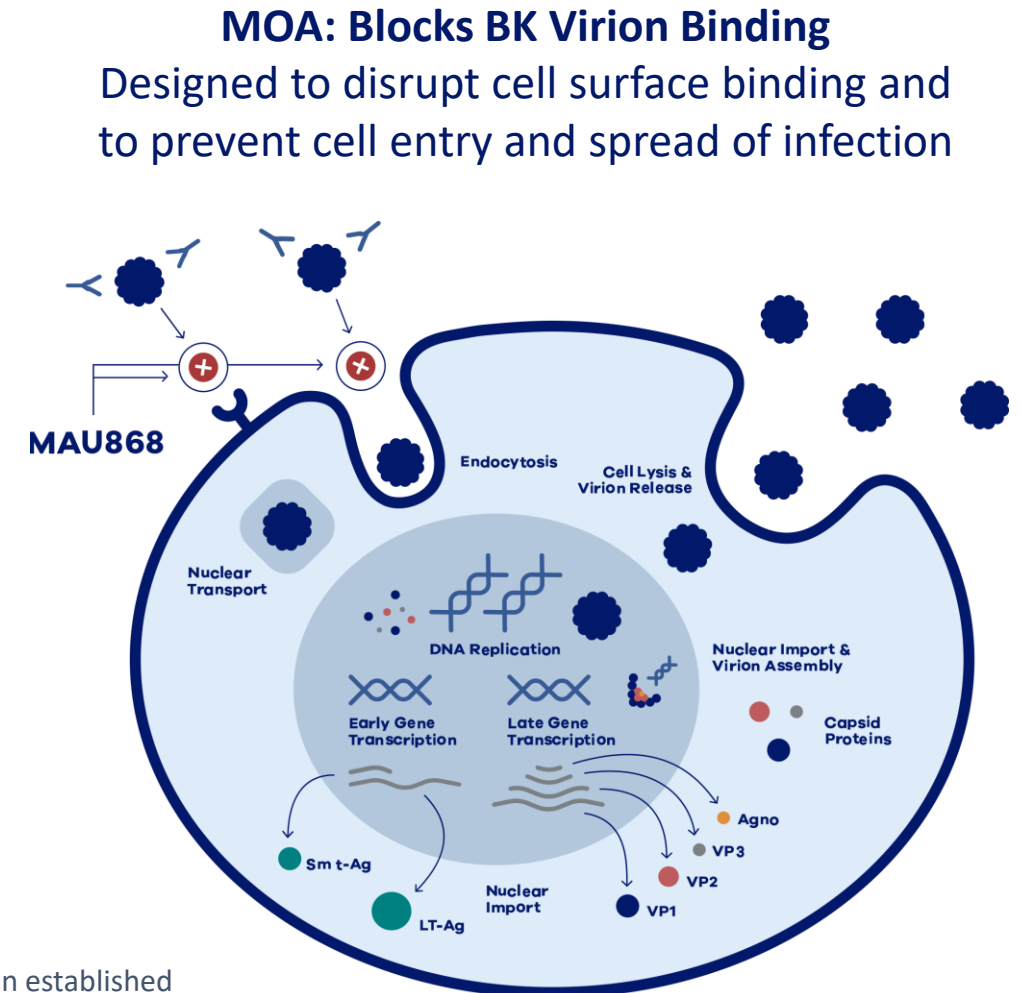 MOA: Blocks BK Virion Binding
Designed to disrupt cell surface binding and
to prevent cell entry and spread of infection
MAU868
Endocytosis
Cell Lysis &
Virion Release
Nuclear
Transport
DNA Replication
Nuclear Import &
Virion Assembly
Early Gene
Transcription
Late Gene
Transcription
Capsid
Proteins
Agno
VP3
Sm t-Ag
VP2
Nuclear
Import
VP1
LT-Ag
n established